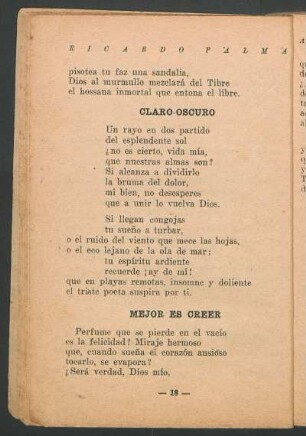 RICARDO PALMA
pisotea tu faz una sandalia,
Dios al murmullo mezclará del Tibre
el hossana inmortal que entona el libre.
CLARO-OSCURO
Un rayo en dos partido
del esplendente sol
¿no es cierto, vida mía,
que nuestras almas son?
Si alcanza a dividirlo
la bruma del dolor,
mi bien, no desesperes
que a unir lo vuelva Dios.
Si llegan congojas
tu sueño a turbar,
o el ruido del viento que mece las hojas,
o el eco lejano de la ola de mar;
tu espíritu ardiente
recuerde ¡ay de mí!
que en playas remotas, insomne y doliente
el triste poeta suspira por ti.
MEJOR ES CREER
Perfume que se pierde en el vacío
es la felicidad? Miraje hermoso
que, cuando sueña el corazón ansioso
tocarlo, se evapora?
¿Será verdad, Dios mío,
— 18 —